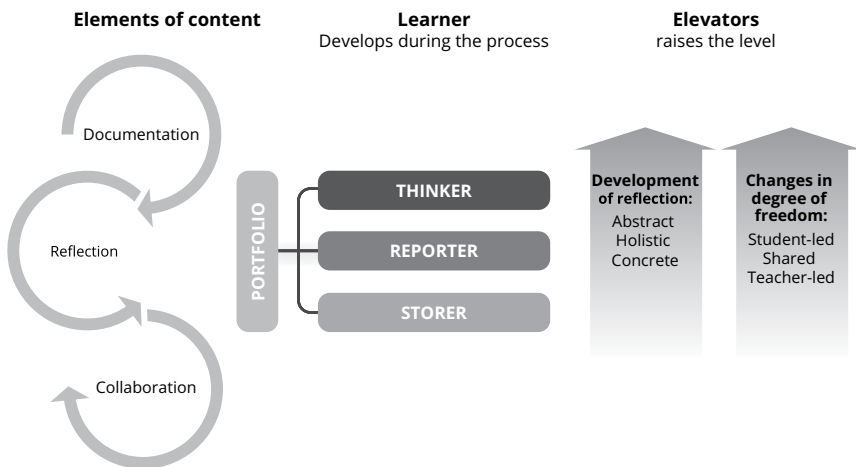 Elements of content
Documentation
Reflection
Collaboration
PORTFOLIO
Learner
Develops during the process
THINKER
REPORTER
STORER
Elevators
raises the level
Development
of reflection:
Abstract
Holistic
Concrete
Changes in
degree of
freedom:
Student-led
Shared
Teacher-led